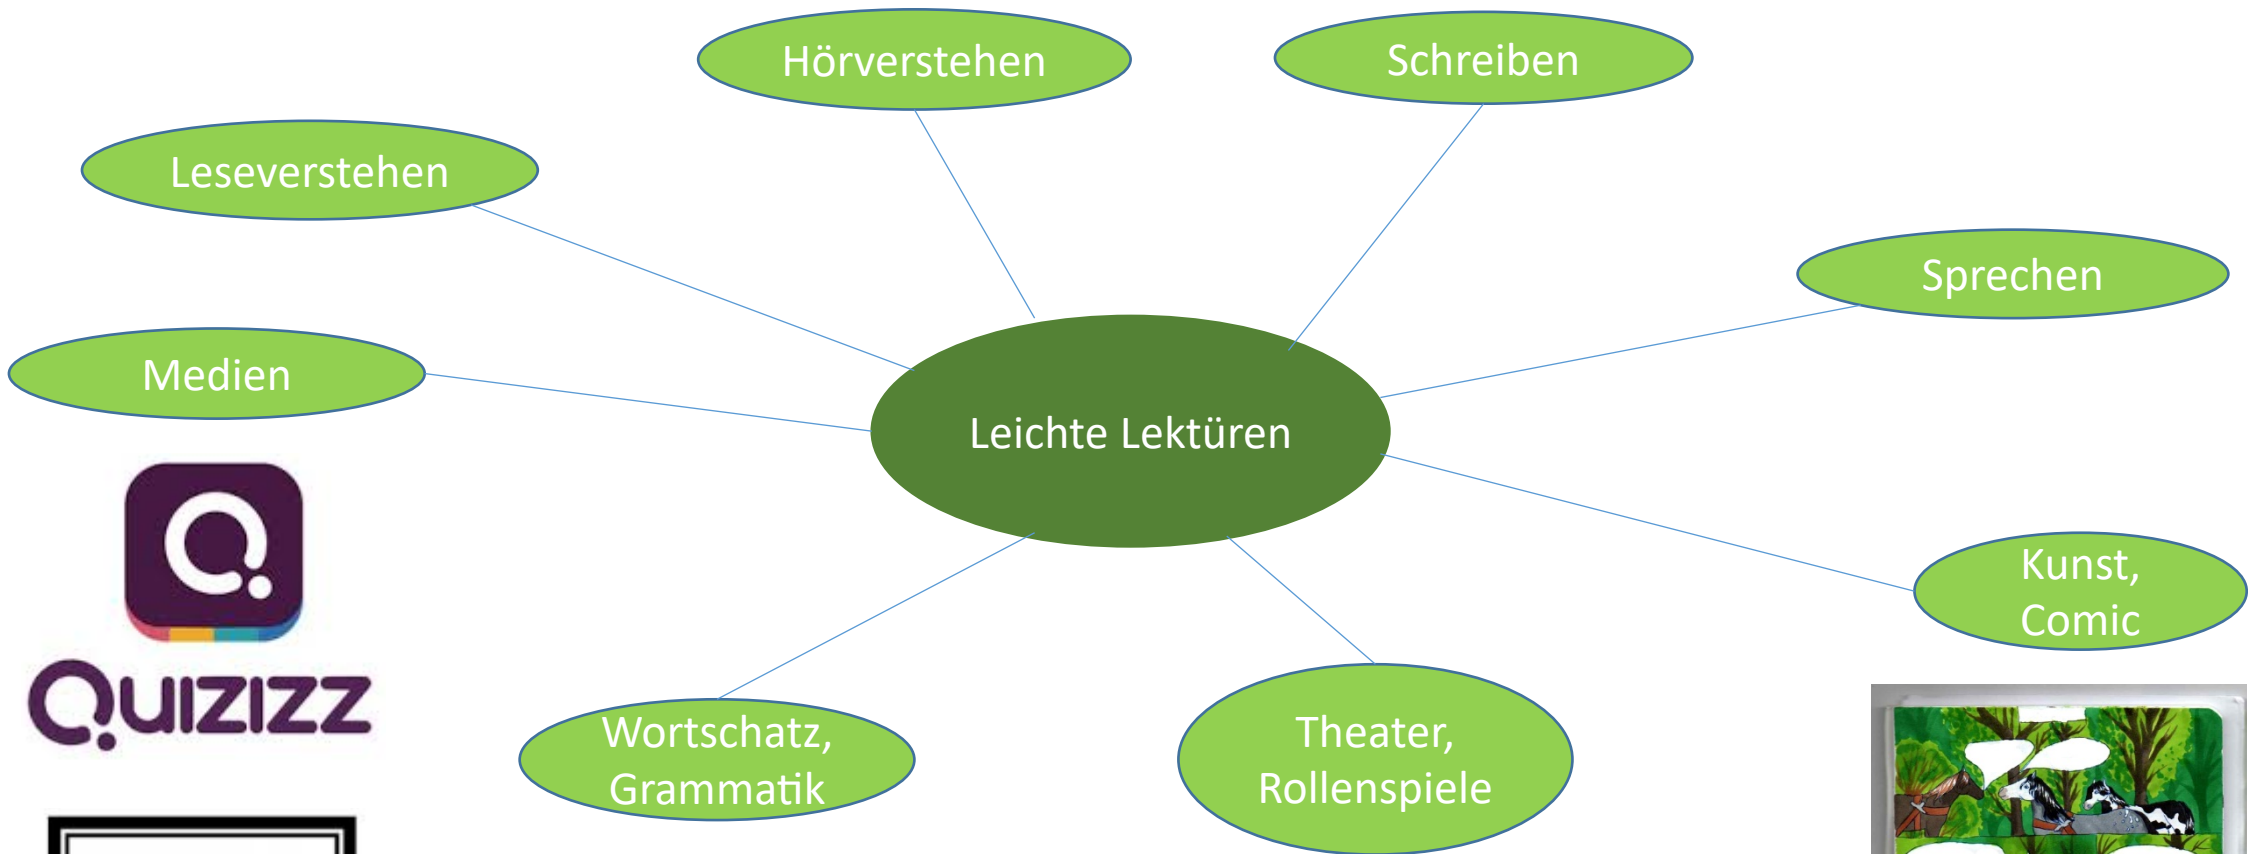 Hörverstehen
Schreiben
Leseverstehen
Sprechen
Medien
Leichte Lektüren
Kunst,
Comic
QUIZIZZ
Wortschatz,
Grammatik
Theater,
Rollenspiele